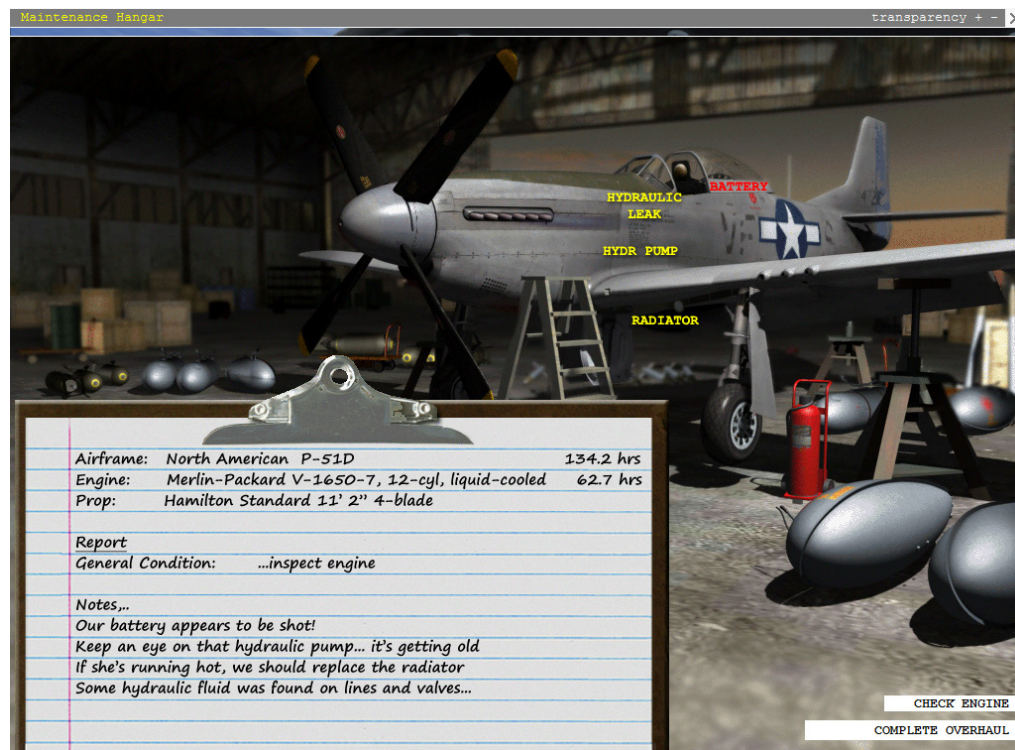 Maintenance Hangar
transparency + -
BATTERY
HYDRAULIC
LEAK
HYDR PUMP
RADIATOR
Airframe: North American P-51D 134.2 hrs
Engine: Merlin-Packard V-1650-7, 12-cyl, liquid-cooled 62.7 hrs
Prop: Hamilton Standard 11' 2" 4-blade
Report
General Condition: ...inspect engine
Notes,..
Our battery appears to be shot!
Keep an eye on that hydraulic pump... it's getting old
If she's running hot, we should replace the radiator
Some hydraulic fluid was found on lines and valves...
CHECK ENGINE
COMPLETE OVERHAUL